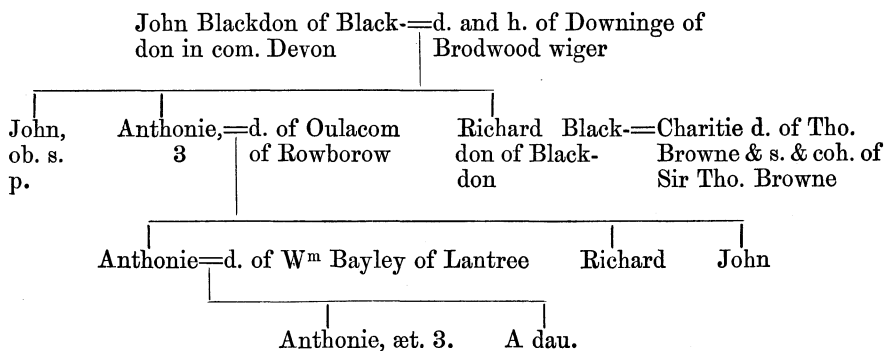 John Blackdon of Black-=d. and h. of Downinge of
don in com. Devon Brodwood wiger
John, Anthonie,=d. of Oulacom Richard Black-=Charitie d. of Tho.
ob. s. 3 of Rowborow don of Black- Browne & s. & coh. of
p. don Sir Tho. Browne
Anthonie=d. of Wᵐ Bayley of Lantree Richard John
Anthonie, æt. 3. A dau.